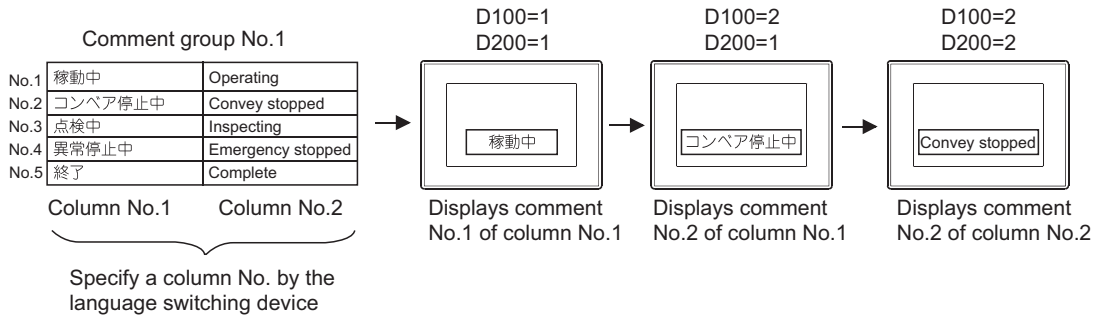 Comment group No.1
No.1 稼動中 Operating
No.2 コンベア停止中 Convey stopped
No.3 点検中 Inspecting
No.4 異常停止中 Emergency stopped
No.5 終了 Complete
Column No.1 Column No.2
Specify a column No. by the
language switching device
D100=1
D200=1
稼動中
Displays comment
No.1 of column No.1
D100=2
D200=1
コンベア停止中
Displays comment
No.2 of column No.1
D100=2
D200=2
Convey stopped
Displays comment
No.2 of column No.2